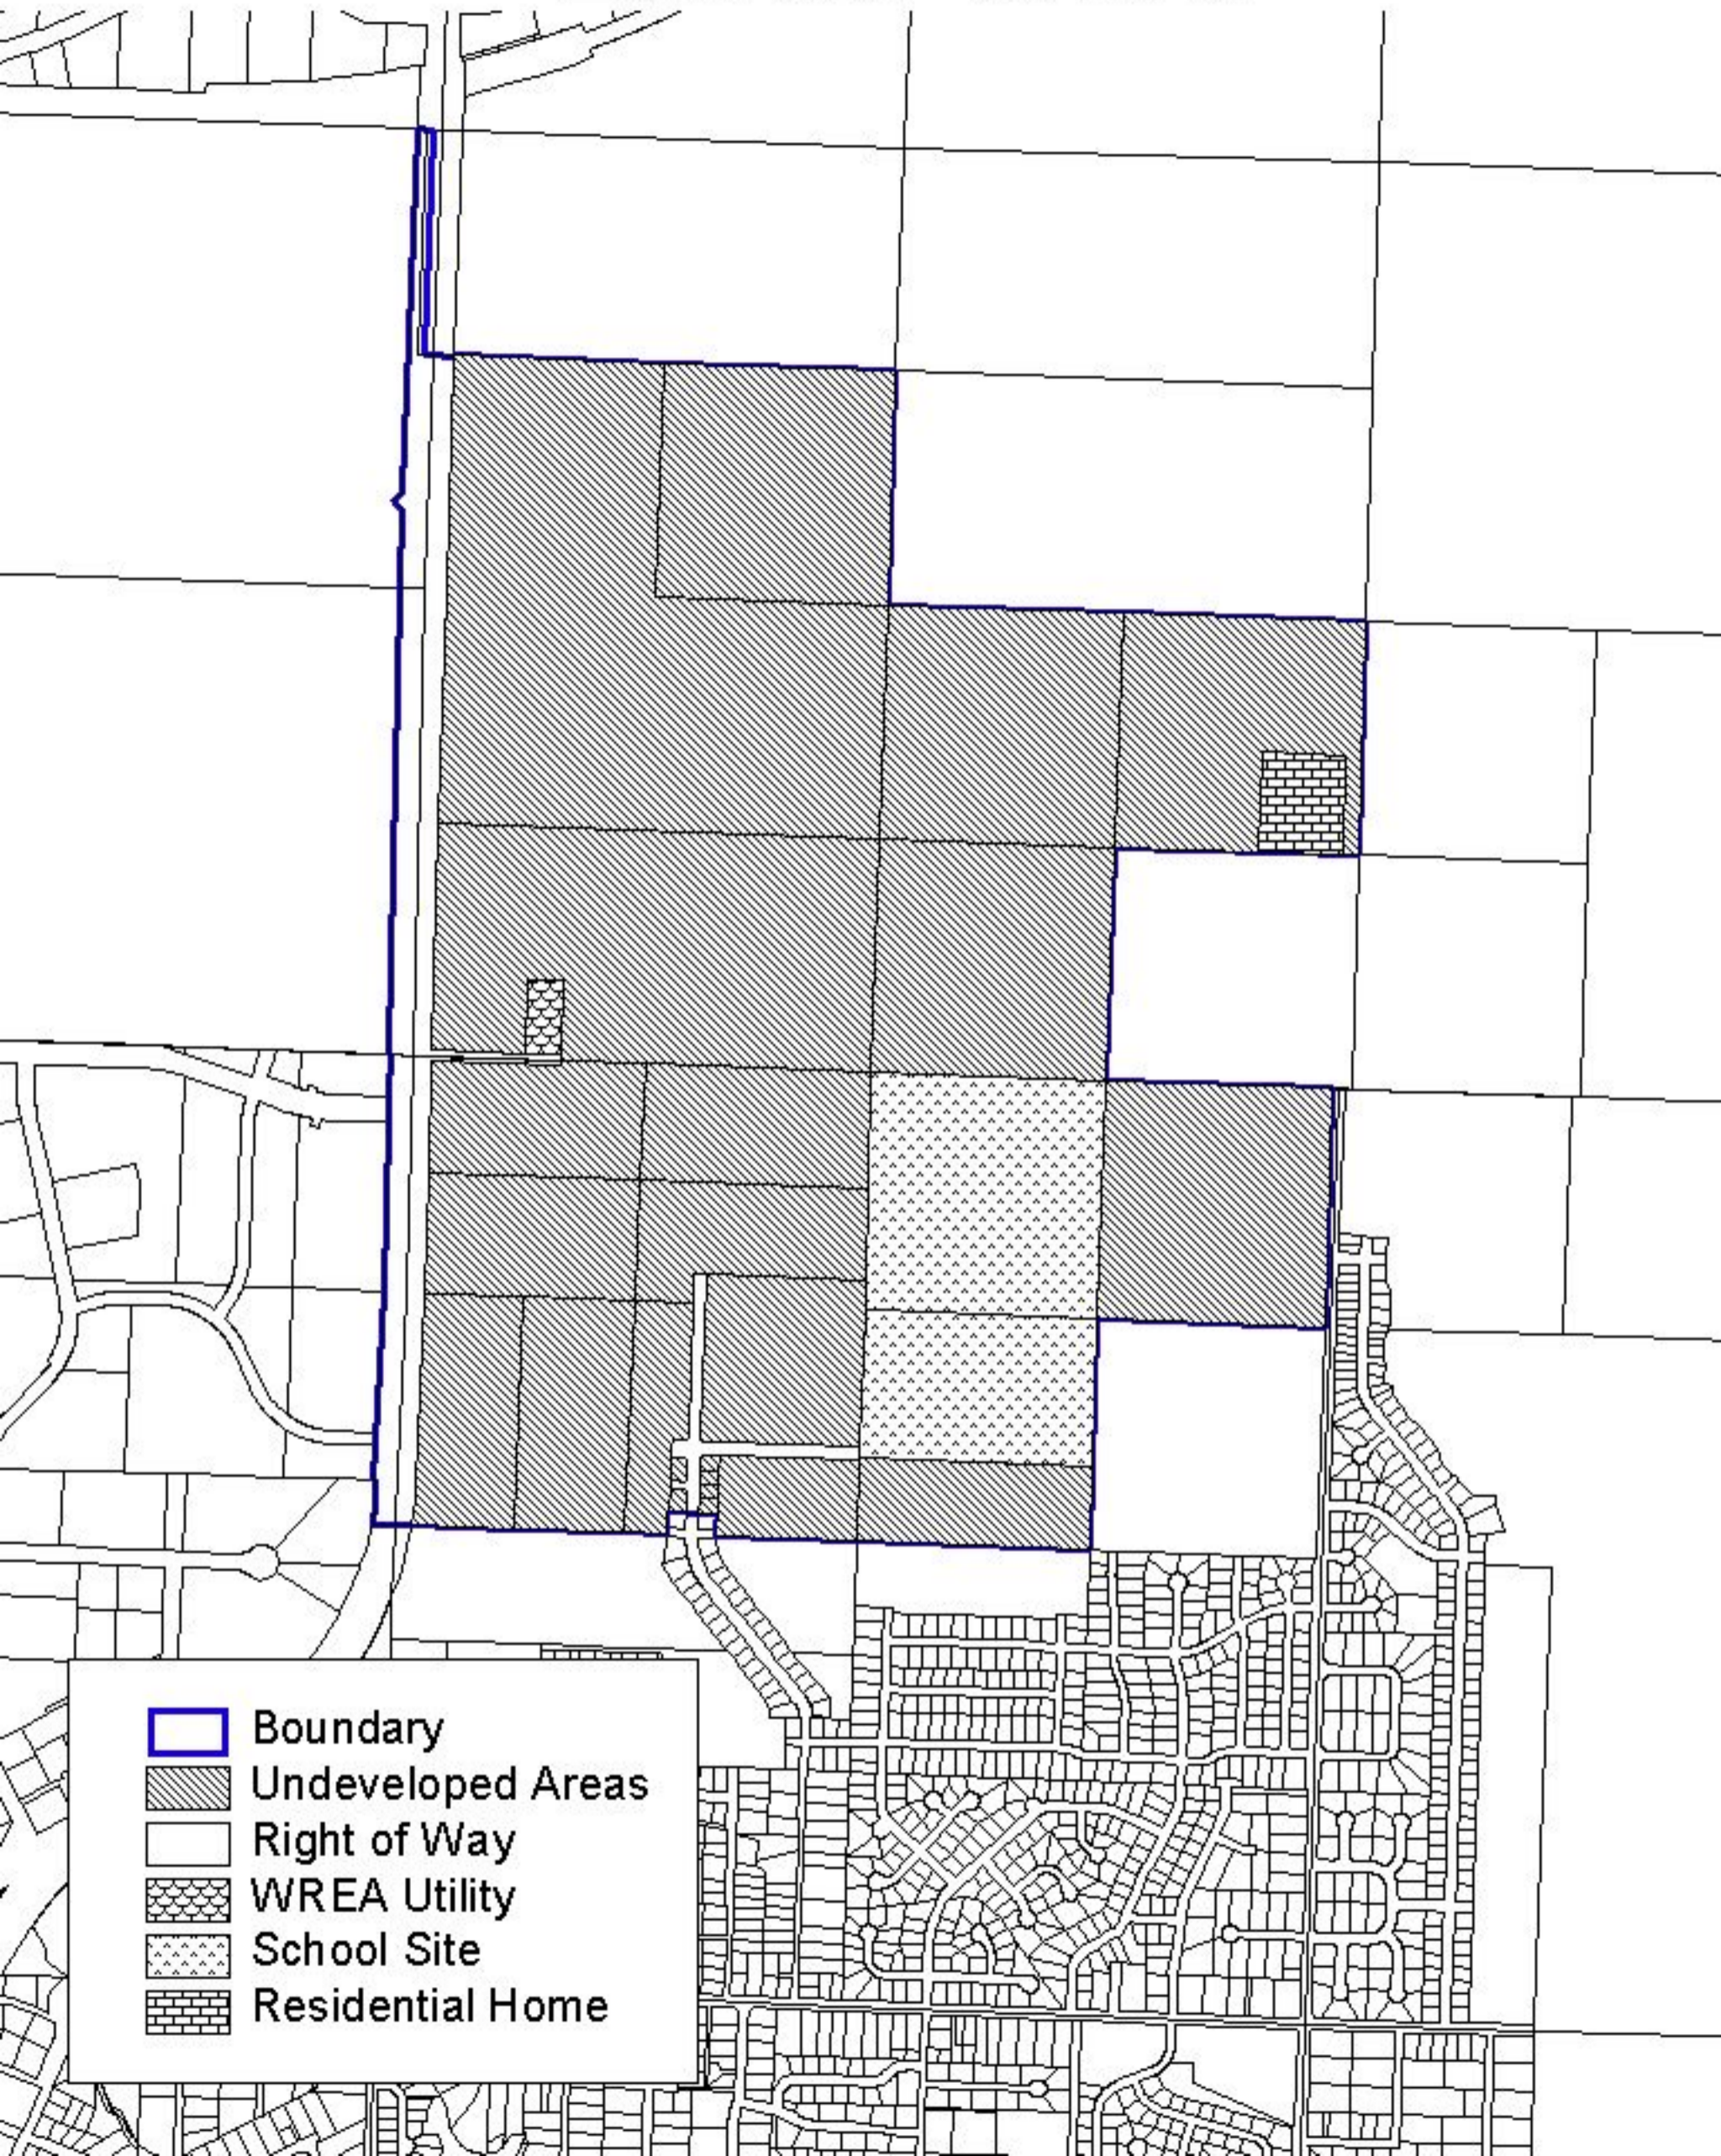 Boundary
Undeveloped Areas
Right of Way
WREA Utility
School Site
Residential Home